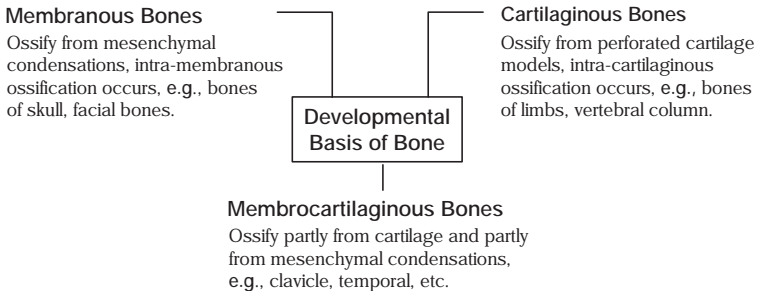 Membranous Bones
Ossify from mesenchymal
condensations, intra-membranous
ossification occurs, e.g., bones
of skull, facial bones.
Cartilaginous Bones
Ossify from perforated cartilage
models, intra-cartilaginous
ossification occurs, e.g., bones
of limbs, vertebral column.
Developmental
Basis of Bone
Membrocartilaginous Bones
Ossify partly from cartilage and partly
from mesenchymal condensations,
e.g., clavicle, temporal, etc.